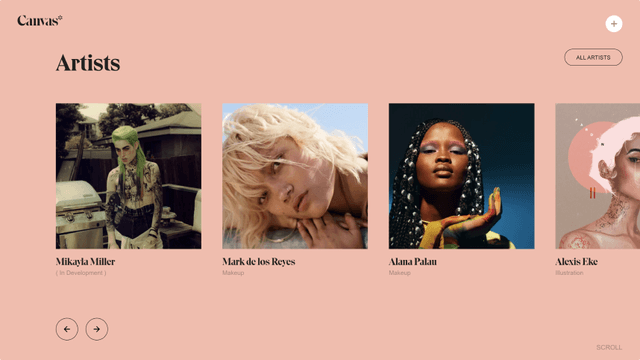 Canvas
Artists
ALL ARTISTS
Mikayla Miller
( In Development )
Mark de los Reyes
Makeup
Alana Palau
Makeup
Alexis Eke
Illustration
SCROLL